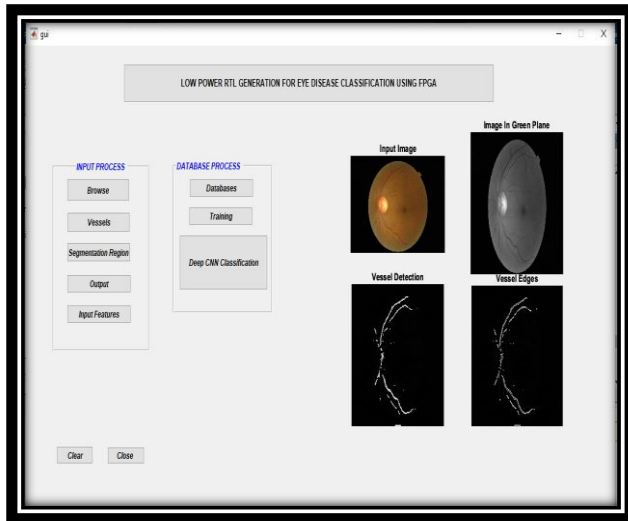 gui
LOW POWER RTL GENERATION FOR EYE DISEASE CLASSIFICATION USING FPGA
INPUT PROCESS
Browse
Vessels
Segmentation Region
Output
Input Features
DATABASE PROCESS
Databases
Training
Deep CNN Classification
Input Image
Image In Green Plane
Vessel Detection
Vessel Edges
Clear
Close